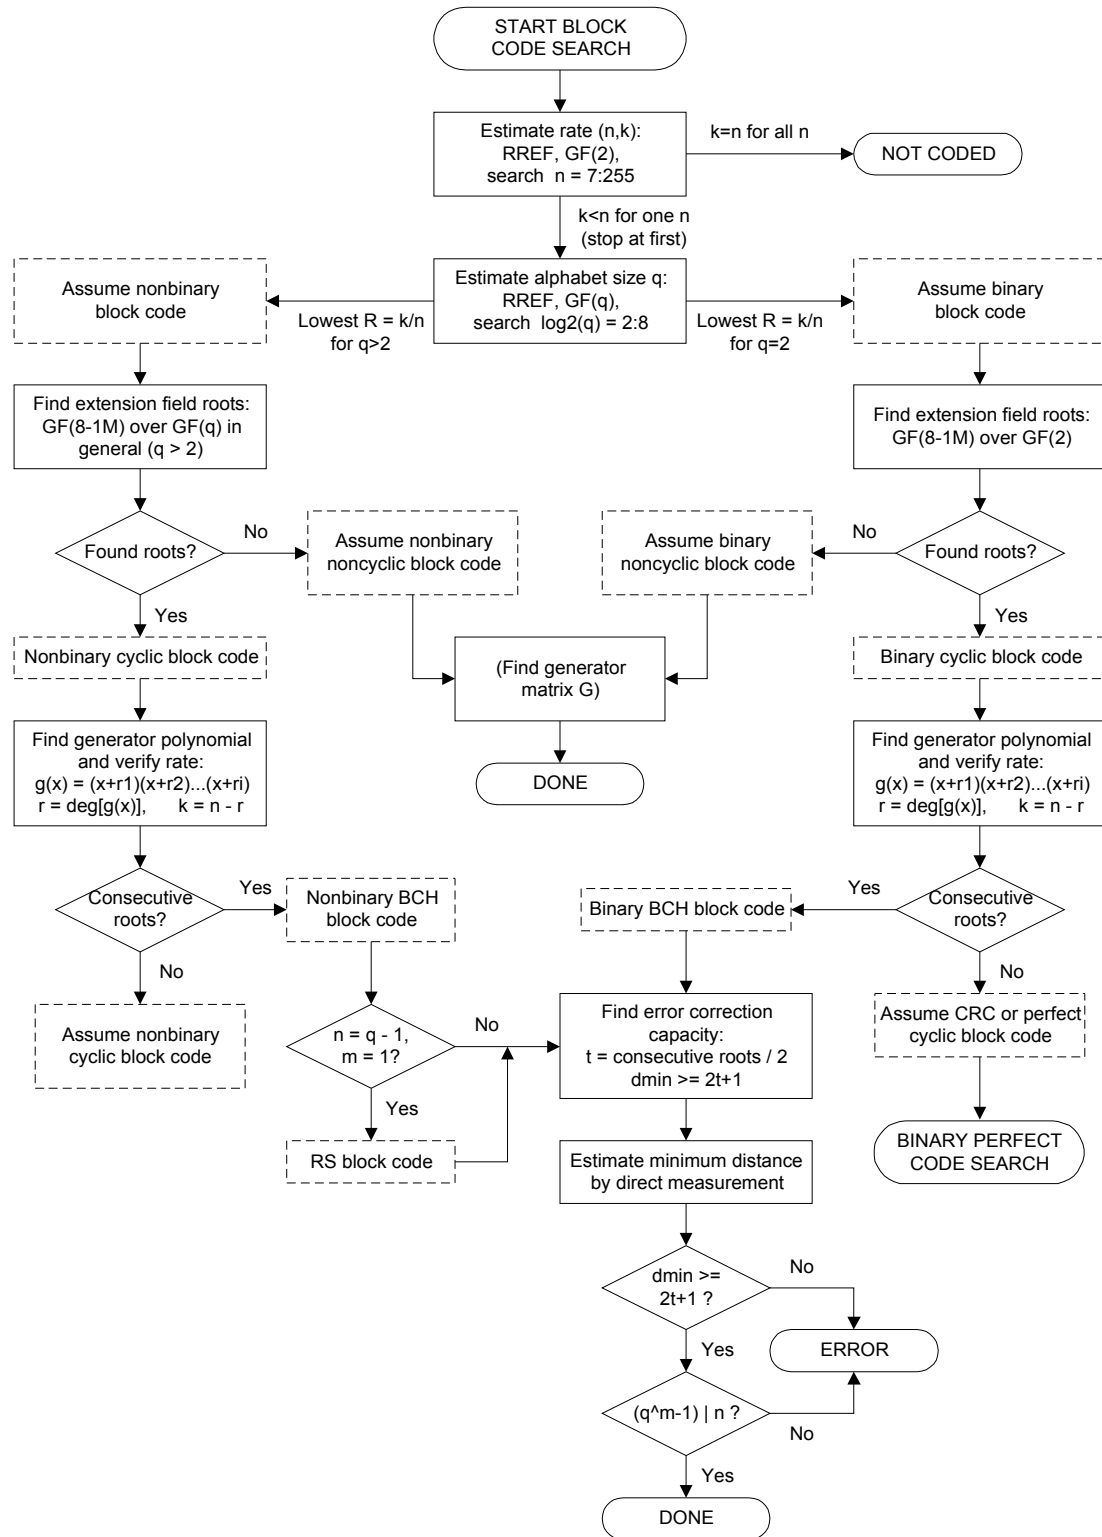 START BLOCK
CODE SEARCH
Estimate rate (n,k):
RREF, GF(2),
search n = 7:255
k=n for all n
NOT CODED
k<n for one n
(stop at first)
Assume nonbinary
block code
Estimate alphabet size q:
RREF, GF(q),
search log2(q) = 2:8
Assume binary
block code
Lowest R = k/n
for q>2
Lowest R = k/n
for q=2
Find extension field roots:
GF(8-1M) over GF(q) in
general (q > 2)
Find extension field roots:
GF(8-1M) over GF(2)
Found roots?
No
Assume nonbinary
noncyclic block code
Assume binary
noncyclic block code
No
Found roots?
Yes
Yes
Nonbinary cyclic block code
(Find generator
matrix G)
Binary cyclic block code
Find generator polynomial
and verify rate:
g(x) = (x+r1)(x+r2)...(x+ri)
r = deg[g(x)], k = n - r
DONE
Find generator polynomial
and verify rate:
g(x) = (x+r1)(x+r2)...(x+ri)
r = deg[g(x)], k = n - r
Consecutive
roots?
Yes
Nonbinary BCH
block code
Binary BCH block code
Yes
Consecutive
roots?
No
No
Assume nonbinary
cyclic block code
n = q - 1,
m = 1?
No
Find error correction
capacity:
t = consecutive roots / 2
dmin >= 2t+1
Assume CRC or perfect
cyclic block code
Yes
RS block code
Estimate minimum distance
by direct measurement
BINARY PERFECT
CODE SEARCH
dmin >=
2t+1 ?
No
Yes
ERROR
(q^m-1) | n ?
No
Yes
DONE